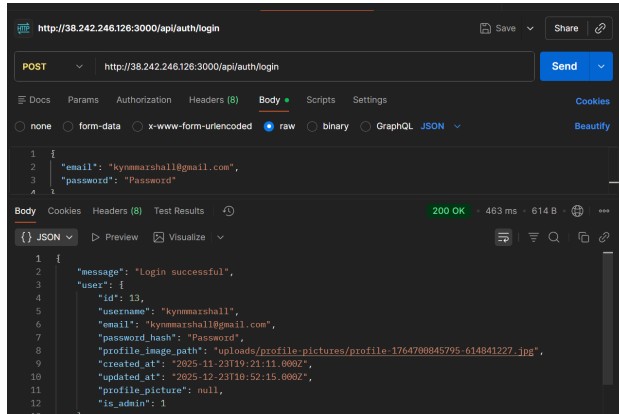 HTTP http://38.242.246.126:3000/api/auth/login Save Share
POST http://38.242.246.126:3000/api/auth/login Send
Docs Params Authorization Headers (8) Body Scripts Settings Cookies
none form-data x-www-form-urlencoded raw binary GraphQL JSON Beautify
1 {
2 "email": "kynmmarshall@gmail.com",
3 "password": "Password"
4 }
Body Cookies Headers (8) Test Results 200 OK • 463 ms • 614 B
{} JSON Preview Visualize
1 {
2 "message": "Login successful",
3 "user": {
4 "id": 13,
5 "username": "kynmmarshall",
6 "email": "kynmmarshall@gmail.com",
7 "password_hash": "Password",
8 "profile_image_path": "uploads/profile-pictures/profile-1764700845795-614841227.jpg",
9 "created_at": "2025-11-23T19:21:11.000Z",
10 "updated_at": "2025-12-23T10:52:15.000Z",
11 "profile_picture": null,
12 "is_admin": 1